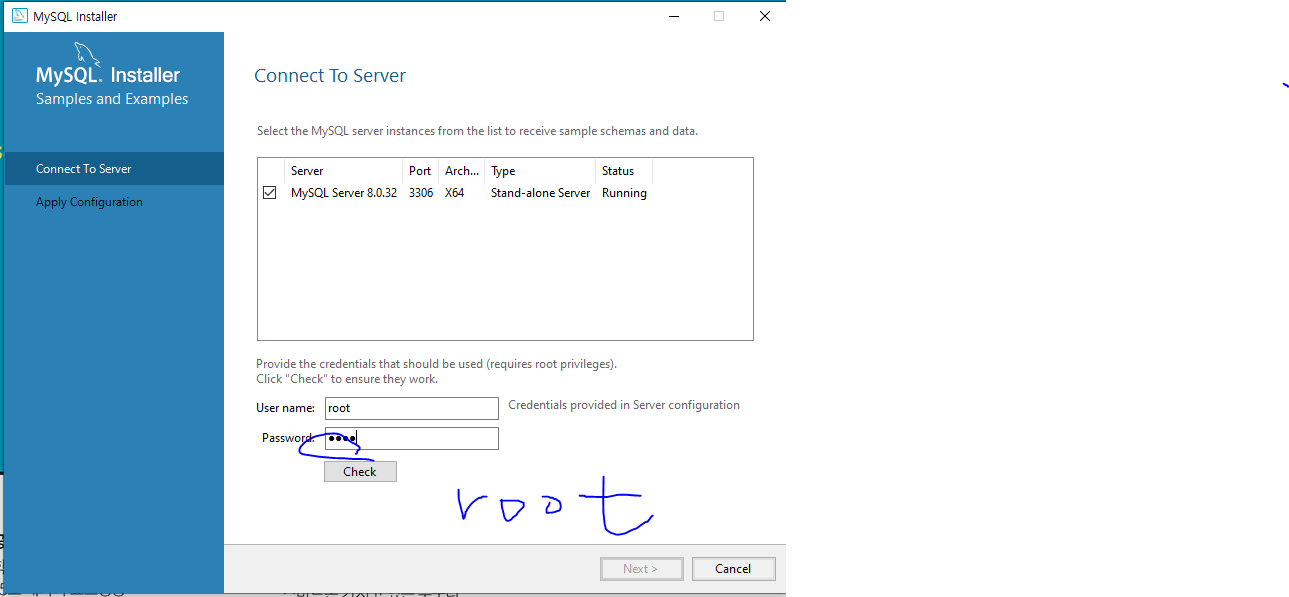 MySQL Installer
MySQL. Installer
Samples and Examples
Connect To Server
Apply Configuration
Connect To Server
Select the MySQL server instances from the list to receive sample schemas and data.
Server Port Arch... Type Status
MySQL Server 8.0.32 3306 X64 Stand-alone Server Running
Provide the credentials that should be used (requires root privileges).
Click "Check" to ensure they work.
User name: root Credentials provided in Server configuration
Password: ●●●●
Check
root
Next >
Cancel